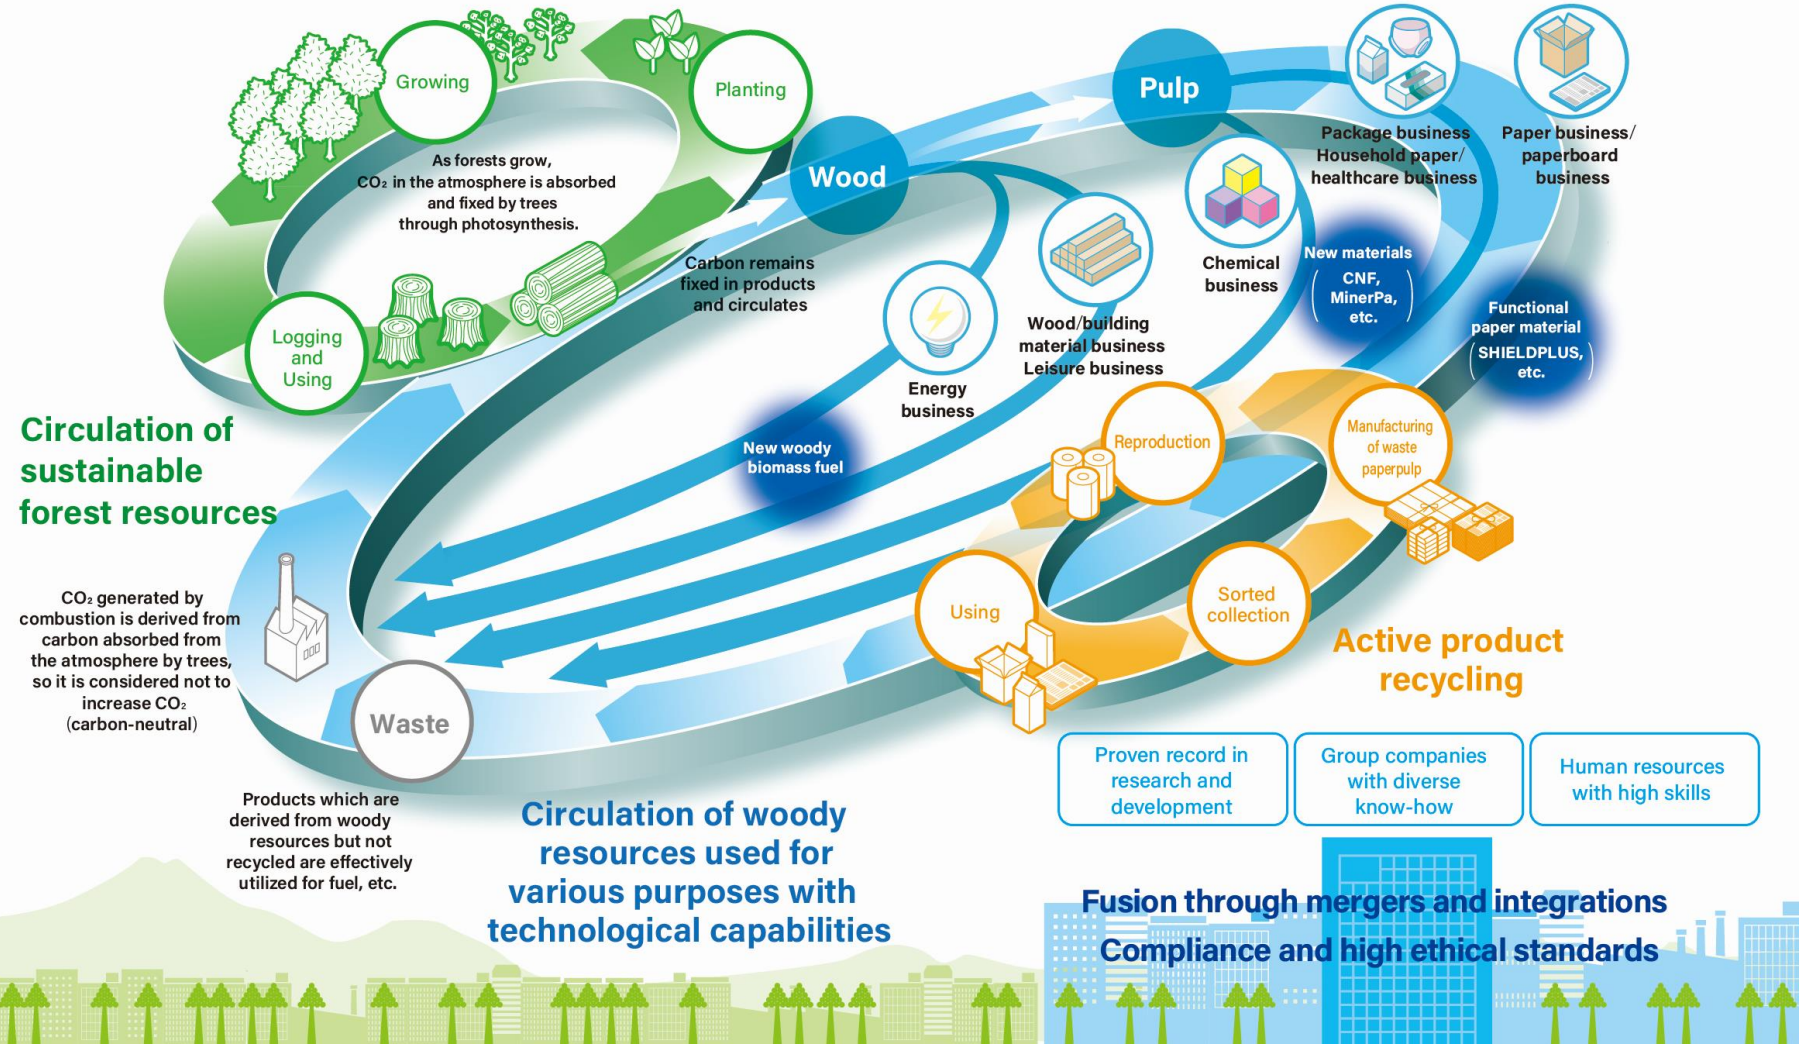 Growing
Planting
As forests grow,
CO₂ in the atmosphere is absorbed
and fixed by trees
through photosynthesis.
Logging
and
Using
Circulation of
sustainable
forest resources
Wood
Carbon remains
fixed in products
and circulates
Pulp
Package business
Household paper/
healthcare business
Paper business/
paperboard
business
Chemical
business
New materials
(CNF,
MinerPa,
etc.)
Functional
paper material
(SHIELDPLUS,
etc.)
Wood/building
material business
Leisure business
Energy
business
New woody
biomass fuel
Reproduction
Manufacturing
of waste
paperpulp
Using
Sorted
collection
Active product
recycling
CO₂ generated by
combustion is derived from
carbon absorbed from
the atmosphere by trees,
so it is considered not to
increase CO₂
(carbon-neutral)
Waste
Products which are
derived from woody
resources but not
recycled are effectively
utilized for fuel, etc.
Circulation of woody
resources used for
various purposes with
technological capabilities
Proven record in
research and
development
Group companies
with diverse
know-how
Human resources
with high skills
Fusion through mergers and integrations
Compliance and high ethical standards